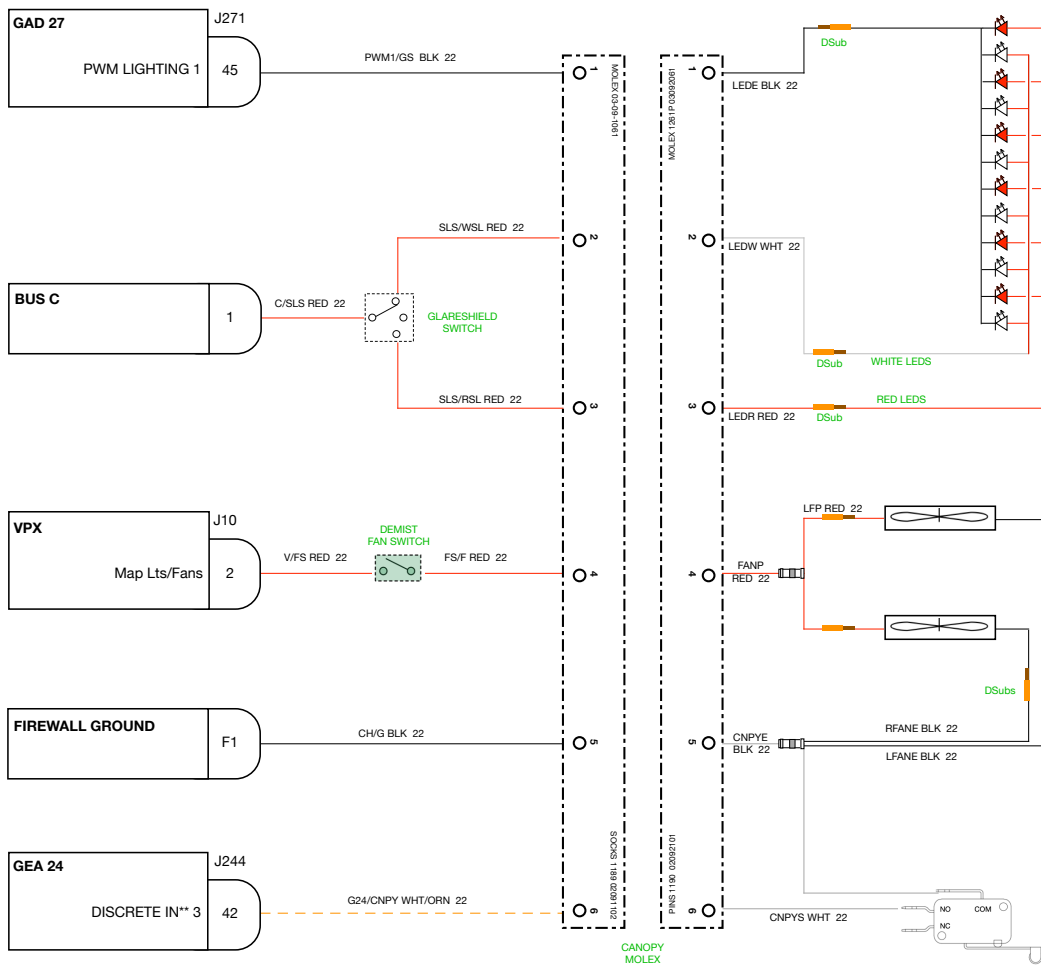 GAD 27
J271
PWM LIGHTING 1
45
PWM1/GS BLK 22
1
MOLEX 03-09-1061
MOLEX 1261P 03092061
1
LEDE BLK 22
DSub
SLS/WSL RED 22
2
2
LEDW WHT 22
BUS C
1
C/SLS RED 22
GLARESHIELD
SWITCH
DSub
WHITE LEDS
SLS/RSL RED 22
3
3
LEDR RED 22
DSub
RED LEDS
VPX
J10
Map Lts/Fans
2
V/FS RED 22
DEMIST
FAN SWITCH
FS/F RED 22
4
4
FANP
RED 22
LFP RED 22
DSubs
FIREWALL GROUND
F1
CH/G BLK 22
5
5
CNPYE
BLK 22
RFANE BLK 22
LFANE BLK 22
GEA 24
J244
DISCRETE IN** 3
42
G24/CNPY WHT/ORN 22
6
SOCKS 1189 02091102
PINS 1190 02092101
6
CNPYS WHT 22
NO
COM
NC
CANOPY
MOLEX